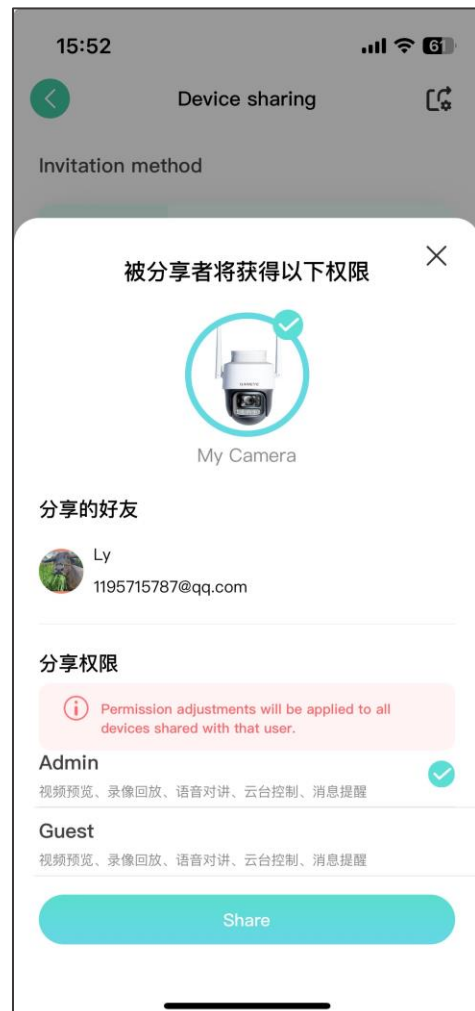 15:52
61
Device sharing
Invitation method
被分享者将获得以下权限
My Camera
分享的好友
Ly
1195715787@qq.com
分享权限
Permission adjustments will be applied to all
devices shared with that user.
Admin
视频预览、录像回放、语音对讲、云台控制、消息提醒
Guest
视频预览、录像回放、语音对讲、云台控制、消息提醒
Share